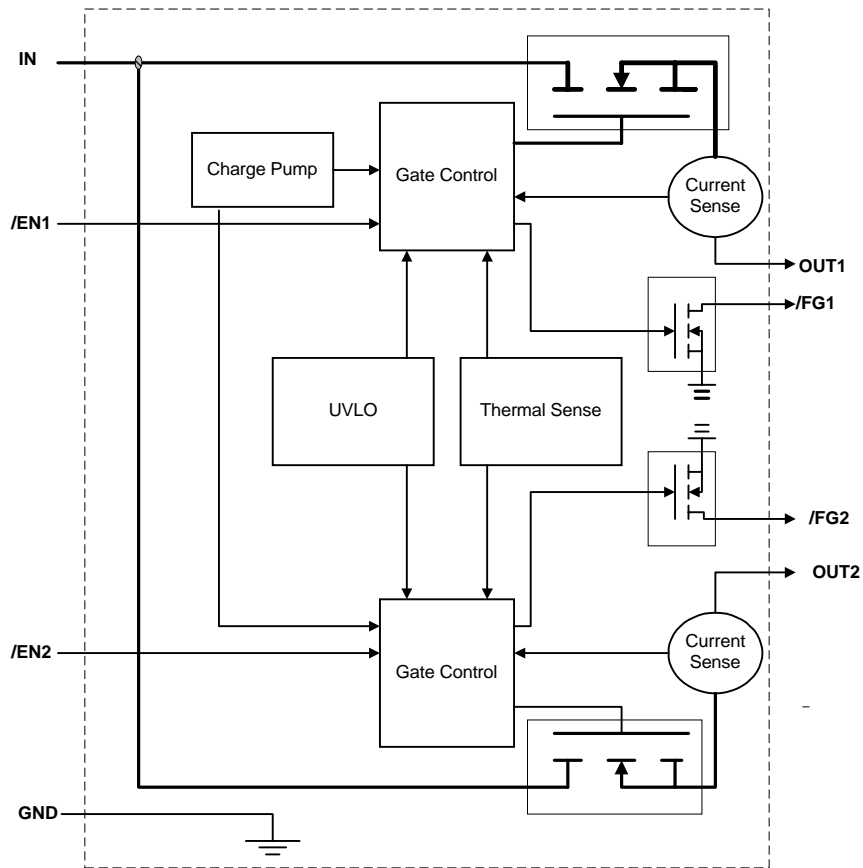 IN
Charge Pump
Gate Control
Current
Sense
/EN1
OUT1
/FG1
UVLO
Thermal Sense
/FG2
OUT2
/EN2
Gate Control
Current
Sense
GND